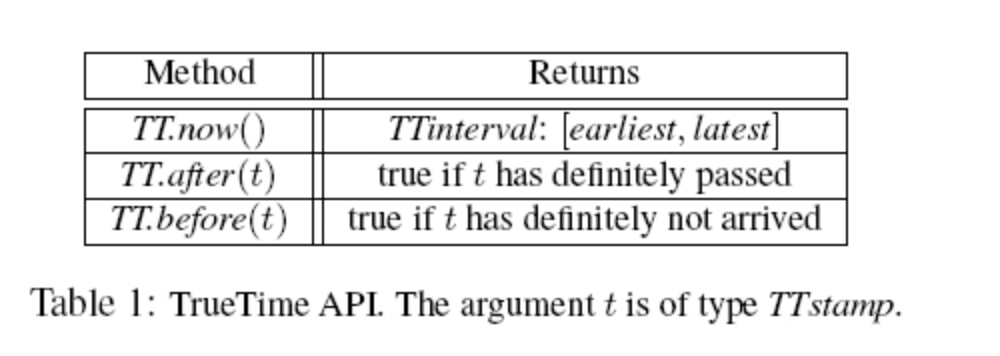 Method Returns
TT.now() TTinterval: [earliest, latest]
TT.after(t) true if t has definitely passed
TT.before(t) true if t has definitely not arrived
Table 1: TrueTime API. The argument t is of type TTstamp.